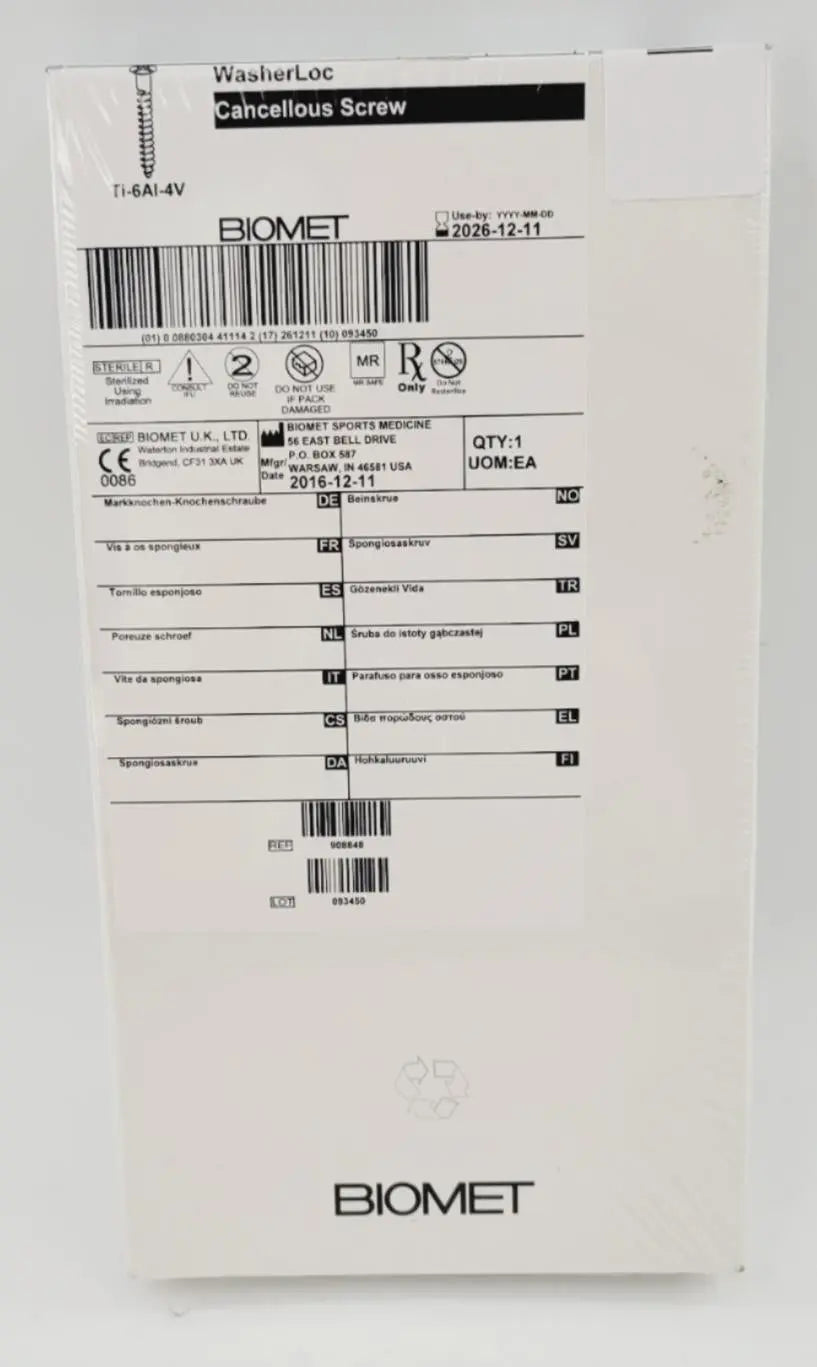 WasherLoc
Cancellous Screw
Ti-6Al-4V
BIOMET
Use-by: YYYY-MM-DD
2026-12-11
(01) 0 0880304 41114 2 (17) 261211 (10) 093450
STERILE R
Sterilized
Using
Irradiation
!
CONSULT
IFU
2
DO NOT
REUSE
DO NOT USE
IF PACK
DAMAGED
MR
MR SAFE
Rx
Only
Do Not
Resterilize
EC REP BIOMET U.K., LTD.
Waterton Industrial Estate
Bridgend, CF31 3XA UK
CE
0086
BIOMET SPORTS MEDICINE
56 EAST BELL DRIVE
P.O. BOX 587
WARSAW, IN 46581 USA
Mfgr/
Date 2016-12-11
QTY:1
UOM:EA
Markknochen-Knochenschraube DE Beinskrue NO
Vis à os spongieux FR Spongiosaskruv SV
Tornillo esponjoso ES Gözenekli Vida TR
Poreuze schroef NL Śruba do istoty gąbczastej PL
Vite da spongiosa IT Parafuso para osso esponjoso PT
Spongiózní šroub CS Βίδα πορώδους οστού EL
Spongiosaskrue DA Hohkaluuruuvi FI
REF 908848
LOT 093450
BIOMET